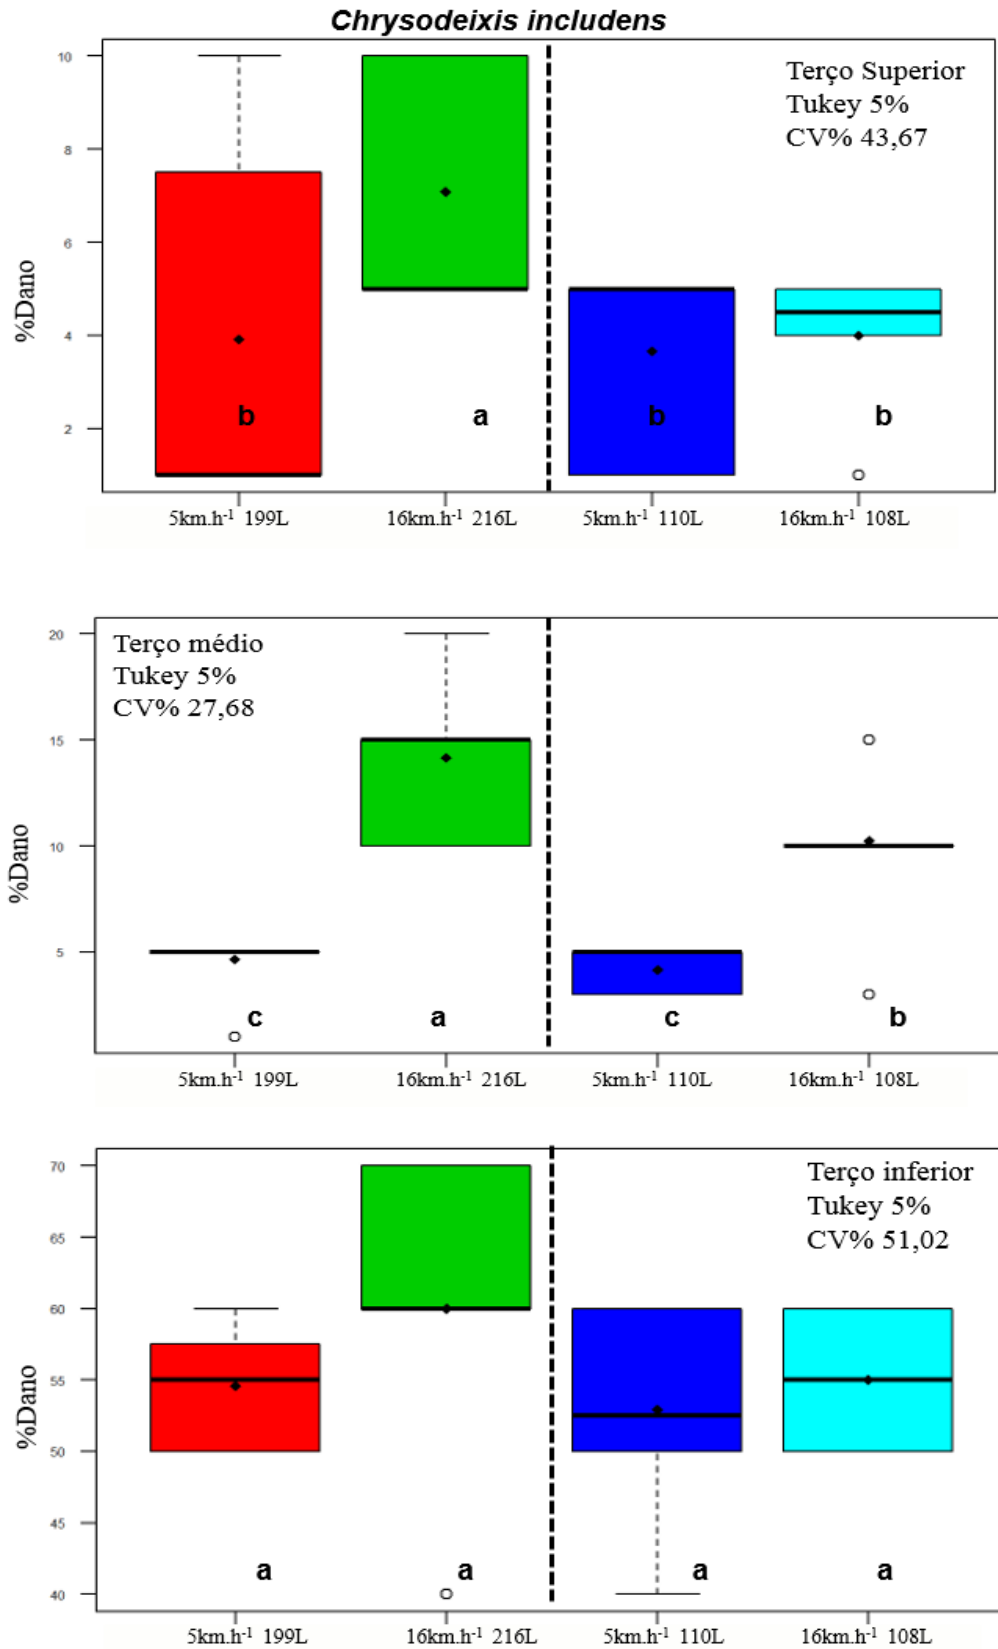 Chrysodeixis includens
Terço Superior
Tukey 5%
CV% 43,67
%Dano
10
8
6
4
2
b
a
b
b
5km.h-1 199L
16km.h-1 216L
5km.h-1 110L
16km.h-1 108L
Terço médio
Tukey 5%
CV% 27,68
%Dano
20
15
10
5
c
a
c
b
5km.h-1 199L
16km.h-1 216L
5km.h-1 110L
16km.h-1 108L
Terço inferior
Tukey 5%
CV% 51,02
%Dano
70
65
60
55
50
45
40
a
a
a
a
5km.h-1 199L
16km.h-1 216L
5km.h-1 110L
16km.h-1 108L